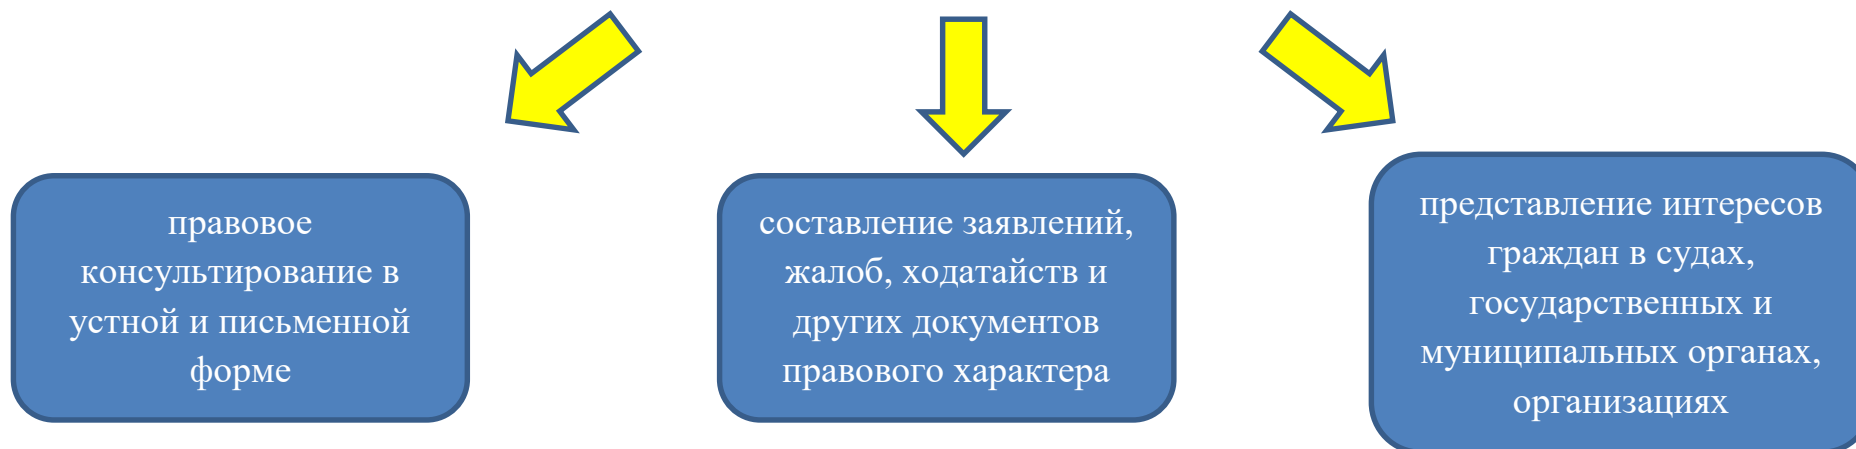 правовое
консультирование в
устной и письменной
форме
составление заявлений,
жалоб, ходатайств и
других документов
правового характера
представление интересов
граждан в судах,
государственных и
муниципальных органах,
организациях